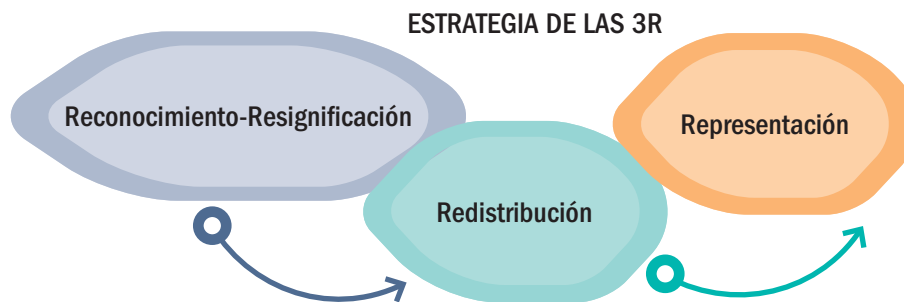 ESTRATEGIA DE LAS 3R
Reconocimiento-Resignificación
Redistribución
Representación